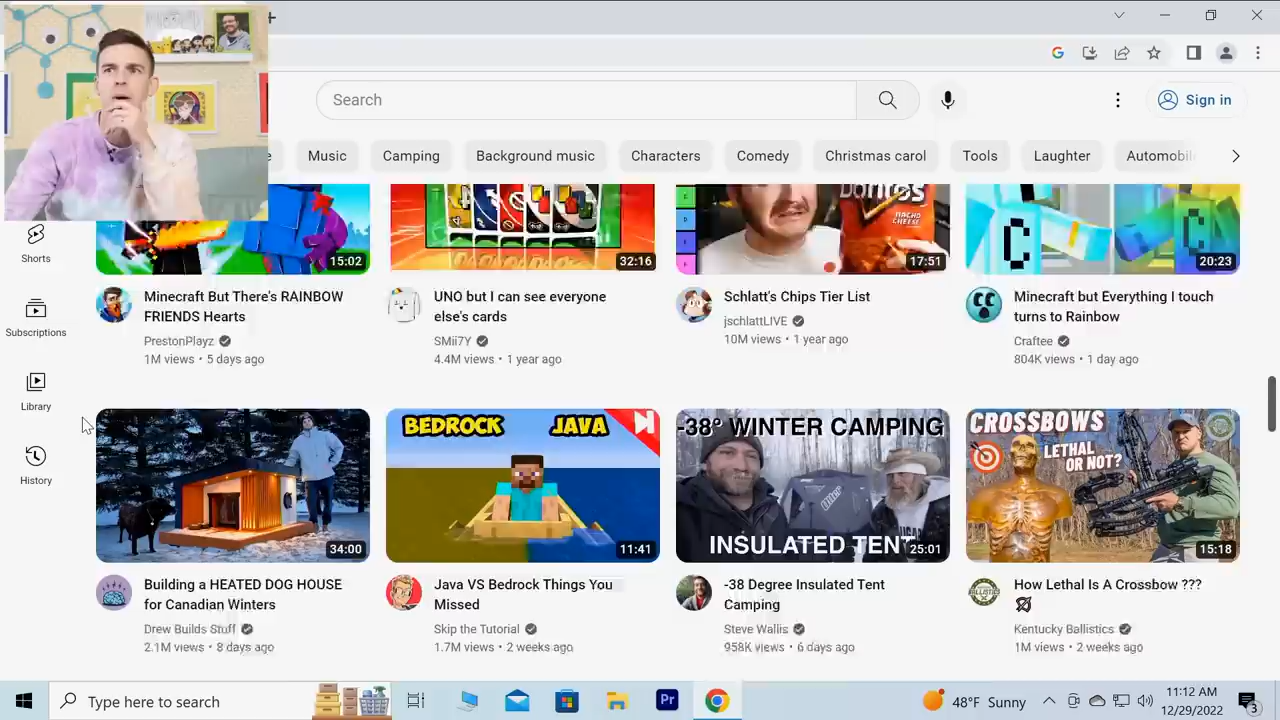 Search
Sign in
Music
Camping
Background music
Characters
Comedy
Christmas carol
Tools
Laughter
15:02
32:16
DORITOS
NACHO
CHEESE
17:51
C
C
20:23
Shorts
Minecraft But There's RAINBOW
FRIENDS Hearts
PrestonPlayz
1M views • 5 days ago
UNO but I can see everyone
else's cards
SMii7Y
4.4M views • 1 year ago
Schlatt's Chips Tier List
jschlattLIVE
10M views • 1 year ago
Minecraft but Everything I touch
turns to Rainbow
Craftee
804K views • 1 day ago
Subscriptions
Library
History
34:00
BEDROCK JAVA
11:41
-38° WINTER CAMPING
INSULATED TENT
25:01
CROSSBOWS
LETHAL
OR NOT?
15:18
Building a HEATED DOG HOUSE
for Canadian Winters
Drew Builds Stuff
2.1M views • 8 days ago
Java VS Bedrock Things You
Missed
Skip the Tutorial
1.7M views • 2 weeks ago
-38 Degree Insulated Tent
Camping
Steve Wallis
958K views • 6 days ago
How Lethal Is A Crossbow ???
Kentucky Ballistics
1M views • 2 weeks ago
Type here to search
Pr
48°F Sunny
11:12 AM
12/29/2022
3